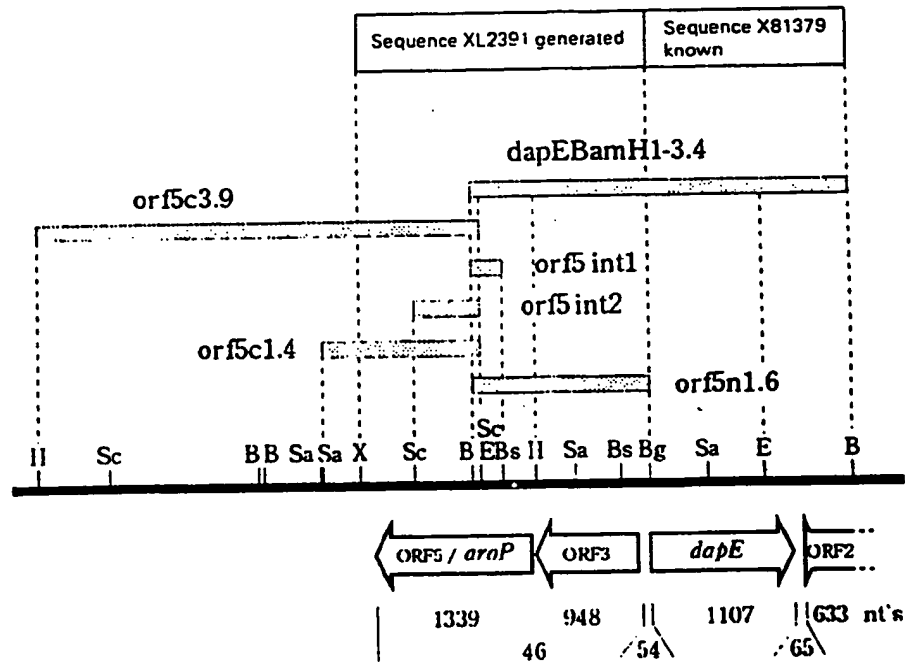 Sequence XL2391 generated
Sequence X81379 known
dapEBamH1-3.4
orf5c3.9
orf5 int1
orf5 int2
orf5c1.4
orf5n1.6
Sc
Sc B B Sa Sa X Sc B E Bs Sa Bs Bg Sa E B
ORF5 / aroP ORF3 dapE ORF2
1339 948 1107 633 nt's
46 54 65